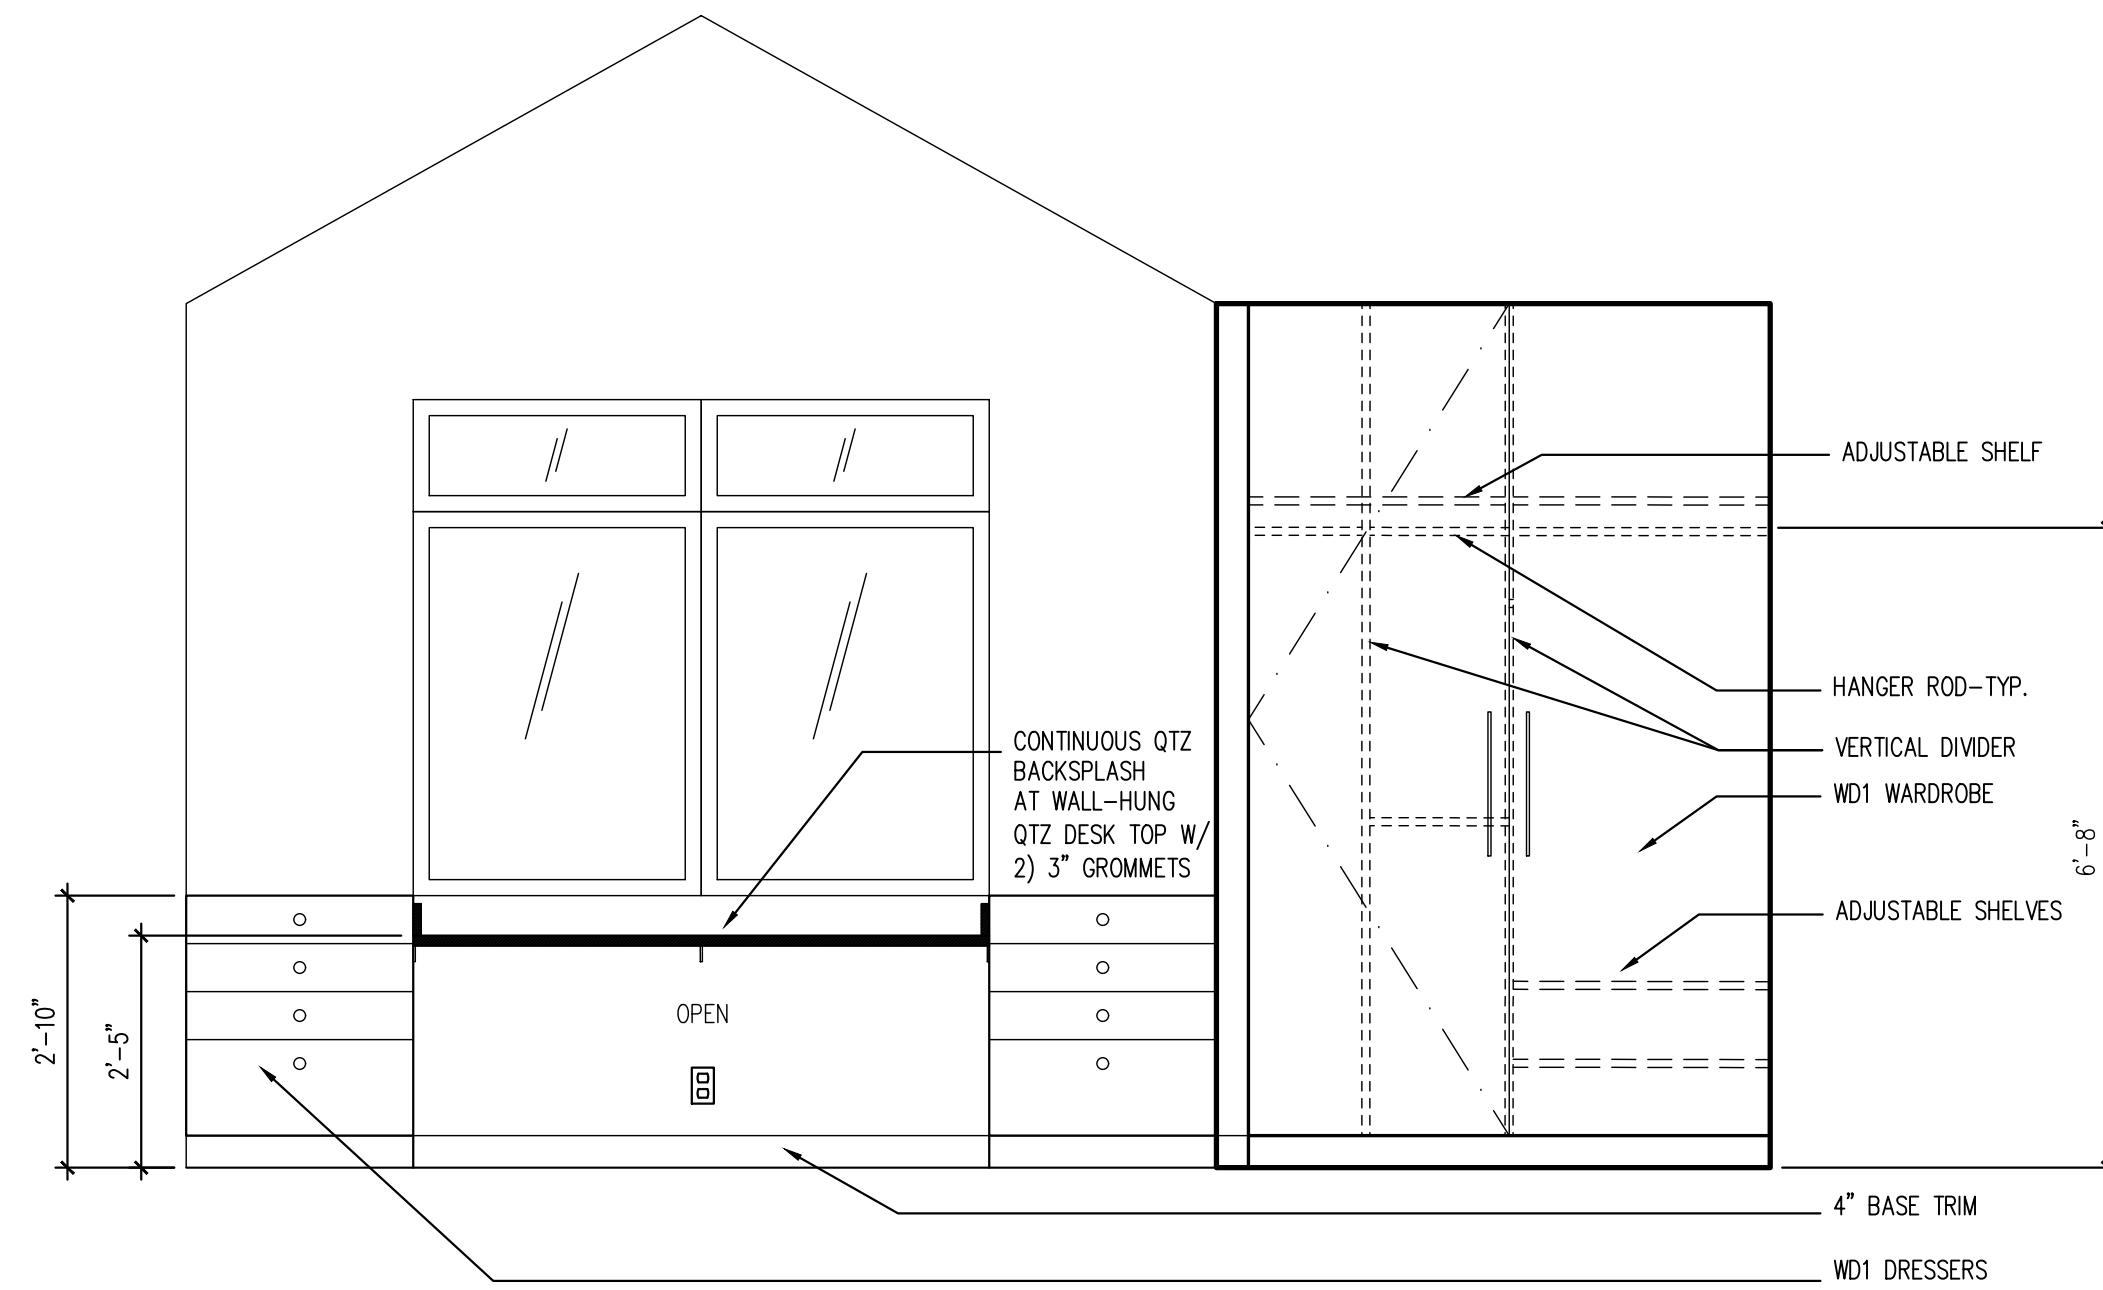 ADJUSTABLE SHELF
HANGER ROD-TYP.
CONTINUOUS QTZ
BACKSPLASH
AT WALL-HUNG
QTZ DESK TOP W/
2) 3" GROMMETS
VERTICAL DIVIDER
WD1 WARDROBE
6'-8"
ADJUSTABLE SHELVES
2'-10"
2'-5"
OPEN
4" BASE TRIM
WD1 DRESSERS